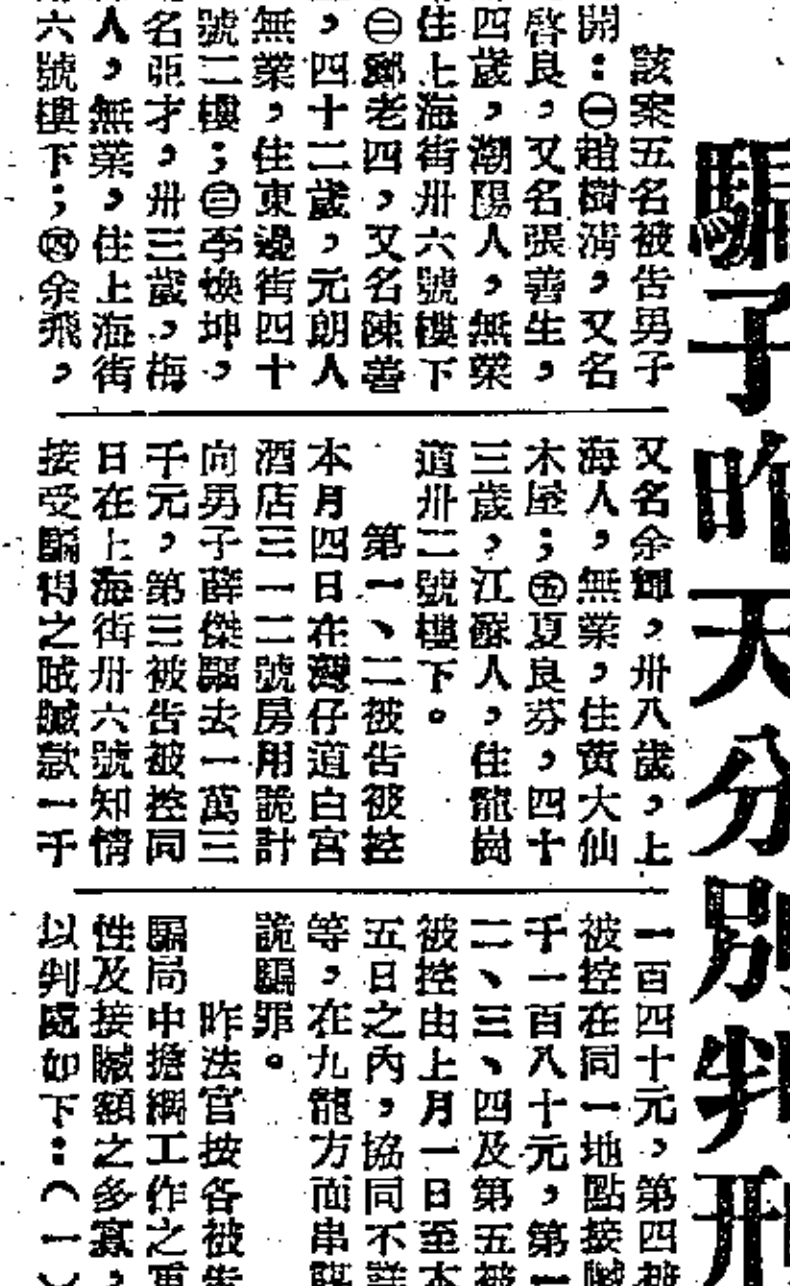 騙子昨天分別判刑
該案五名被告男子
開：㊀趙樹淸，又名
啓良，又名張善生，
四歲，潮陽人，無業
住上海街卅六號樓下
㊁鄭老四，又名陳善
，四十二歲，元朗人
無業，住東邊街四十
號二樓；㊂李煥坤，
名亞才，卅三歲，梅
人，無業，住上海街
六號樓下；㊃余飛，
又名余輝，卅八歲，上
海人，無業，住黃大仙
木屋；㊄夏良芬，四十
三歲，江蘇人，住龍崗
道卅二號樓下。
第一、二被告被控
本月四日在灣仔道白宮
酒店三一二號房用詭計
向男子薛傑騙去一萬三
千元，第三被告被控同
日在上海街卅六號知情
接受騙得之賍贓款一千
一百四十元，第四被
被控在同一地點接贓
千一百八十元，第一
二、三、四及第五被
被控由上月一日至本
五日之內，協同不詳
等，在九龍方面串騙
詭騙罪。
昨法官按各被告
騙局中擔綱工作之重
性及接贓額之多寡，
以判處如下：（一）